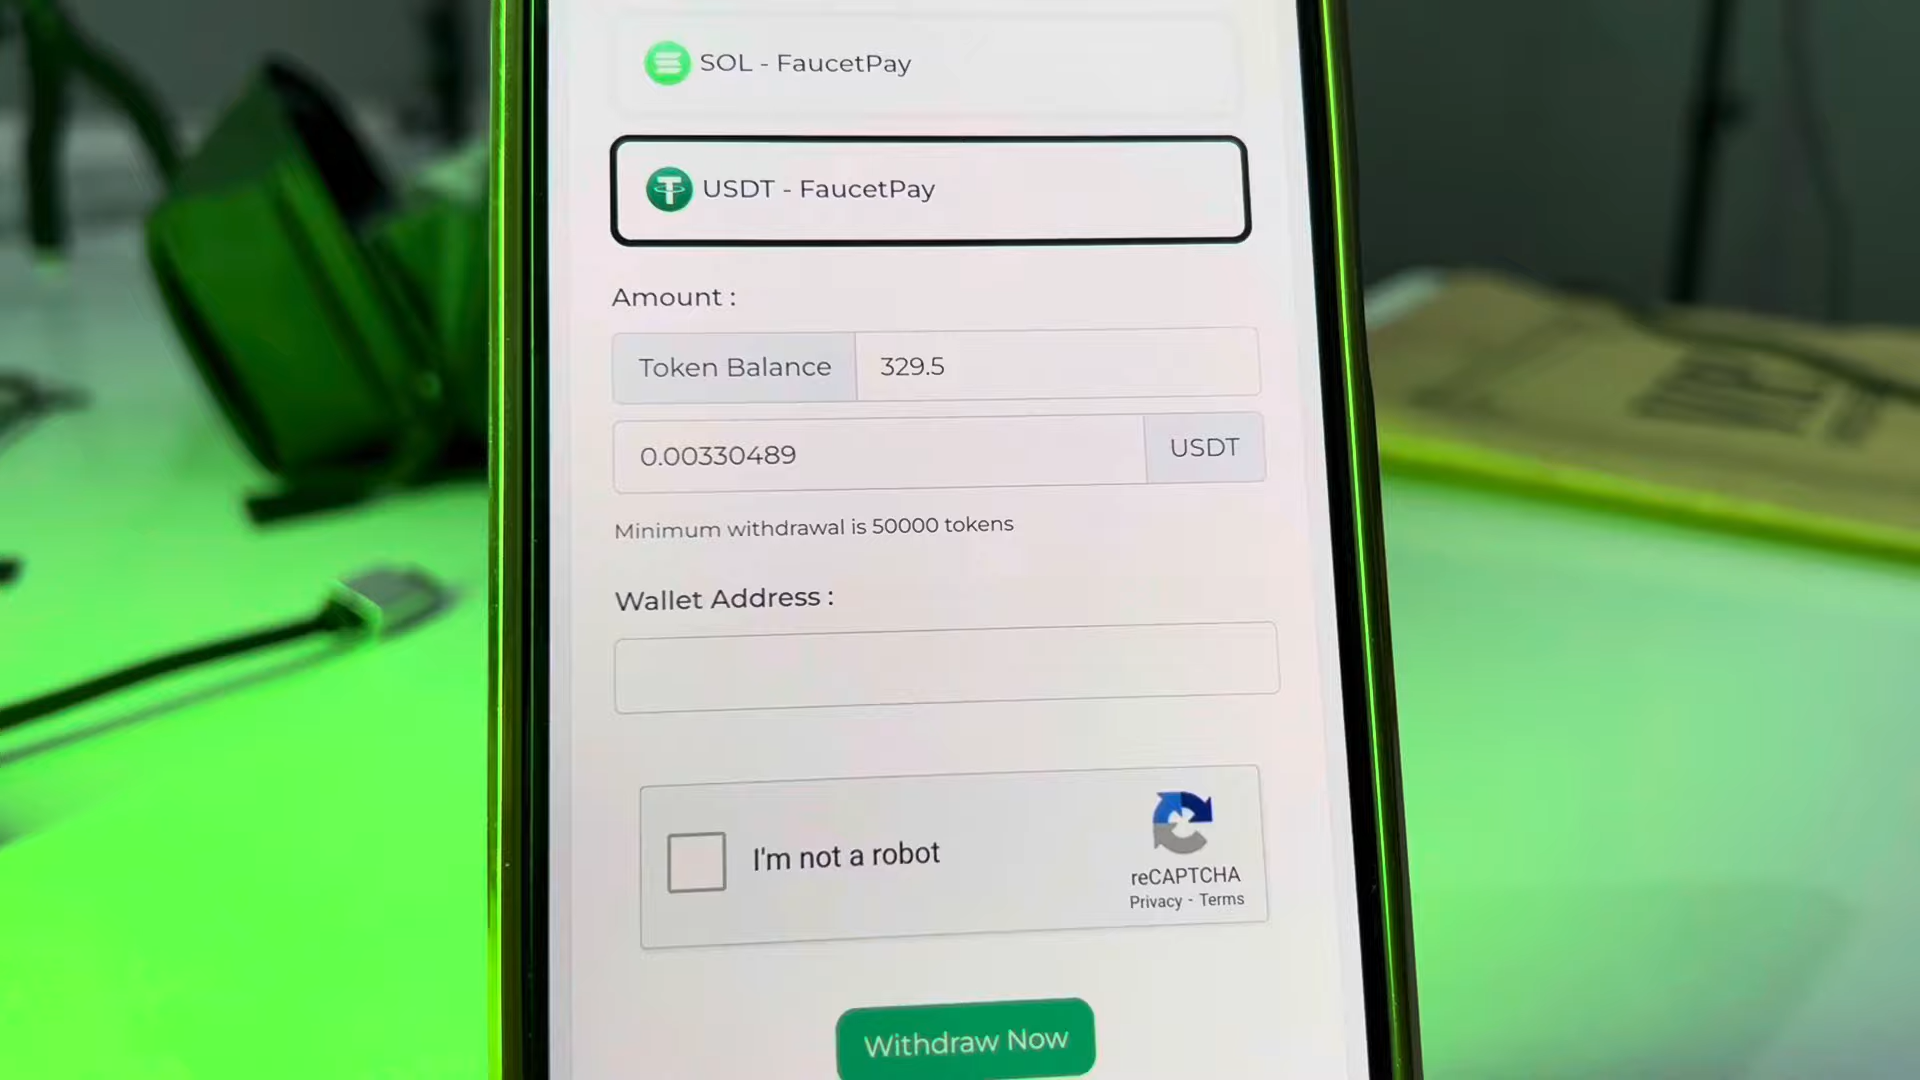 SOL - FaucetPay
USDT - FaucetPay
Amount :
Token Balance 329.5
0.00330489 USDT
Minimum withdrawal is 50000 tokens
Wallet Address :
I'm not a robot
reCAPTCHA
Privacy - Terms
Withdraw Now